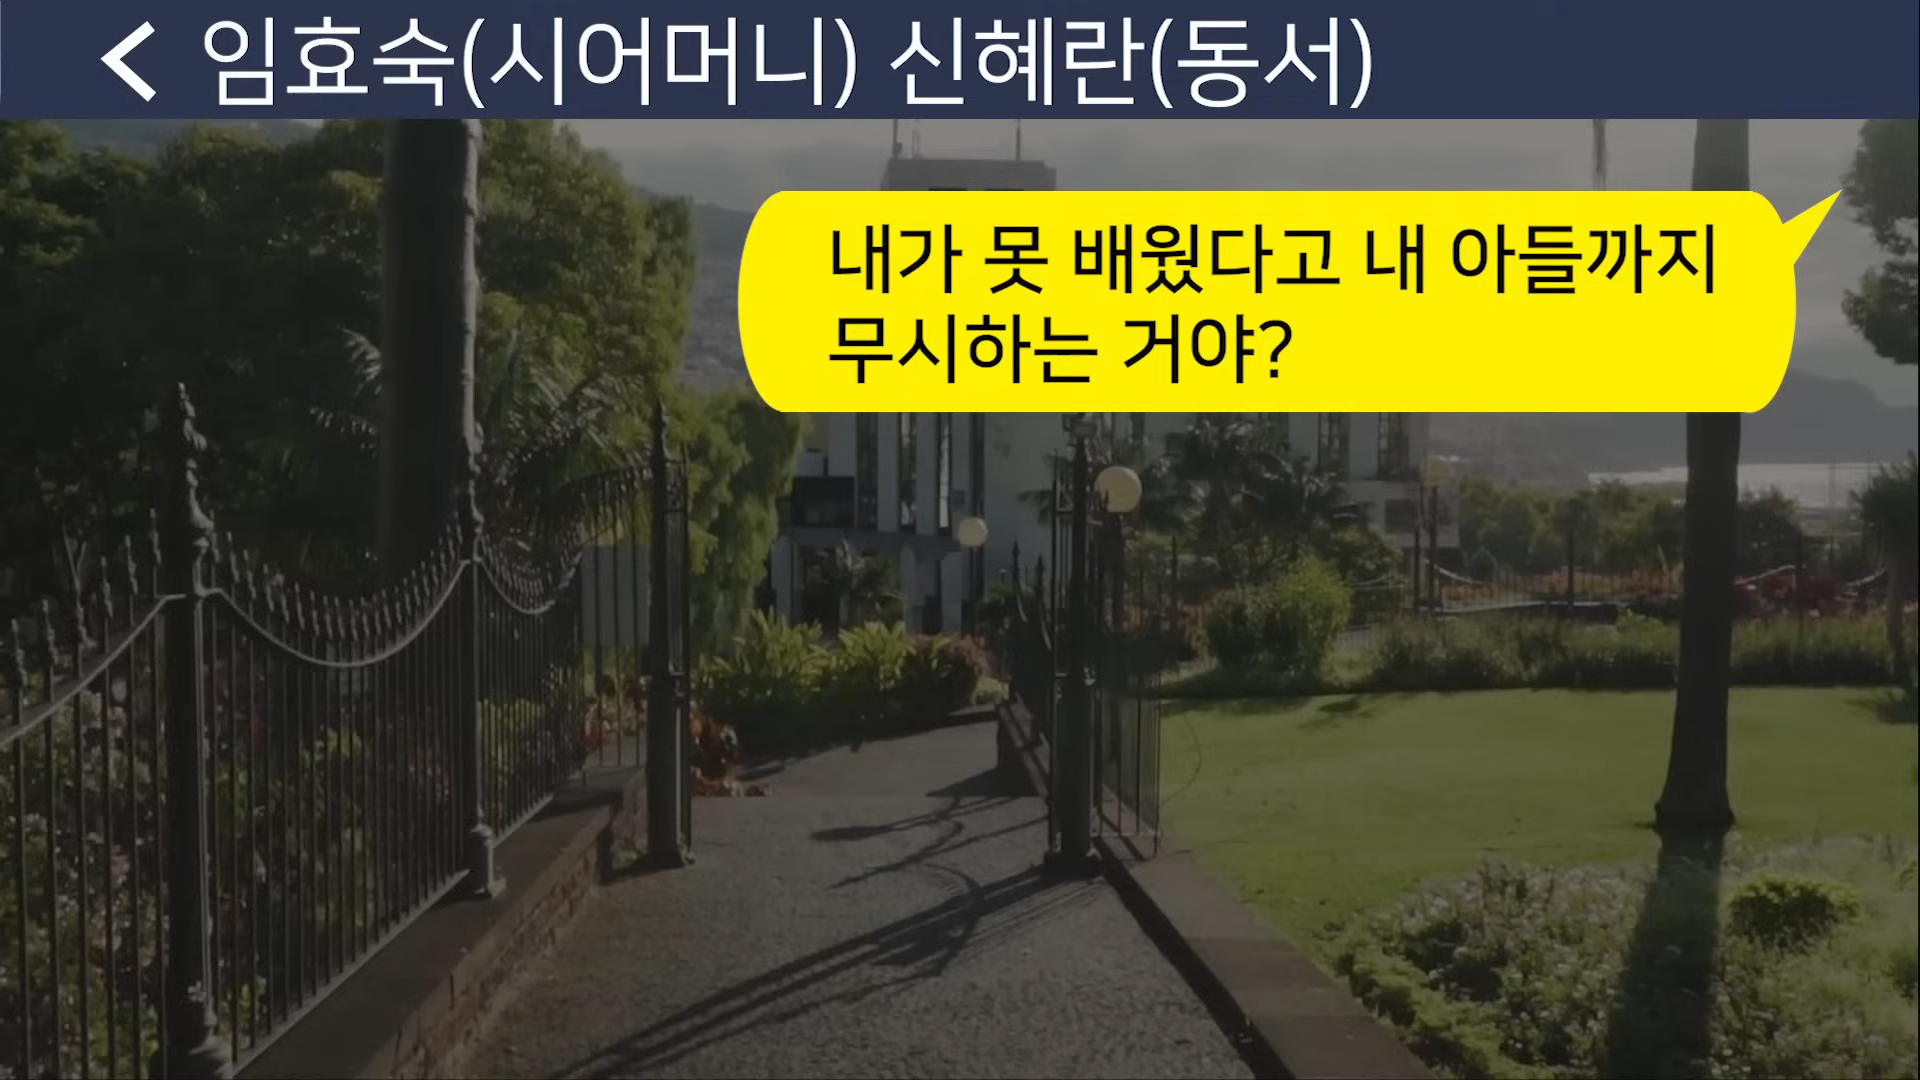 임효숙(시어머니) 신혜란(동서)
내가 못 배웠다고 내 아들까지
무시하는 거야?